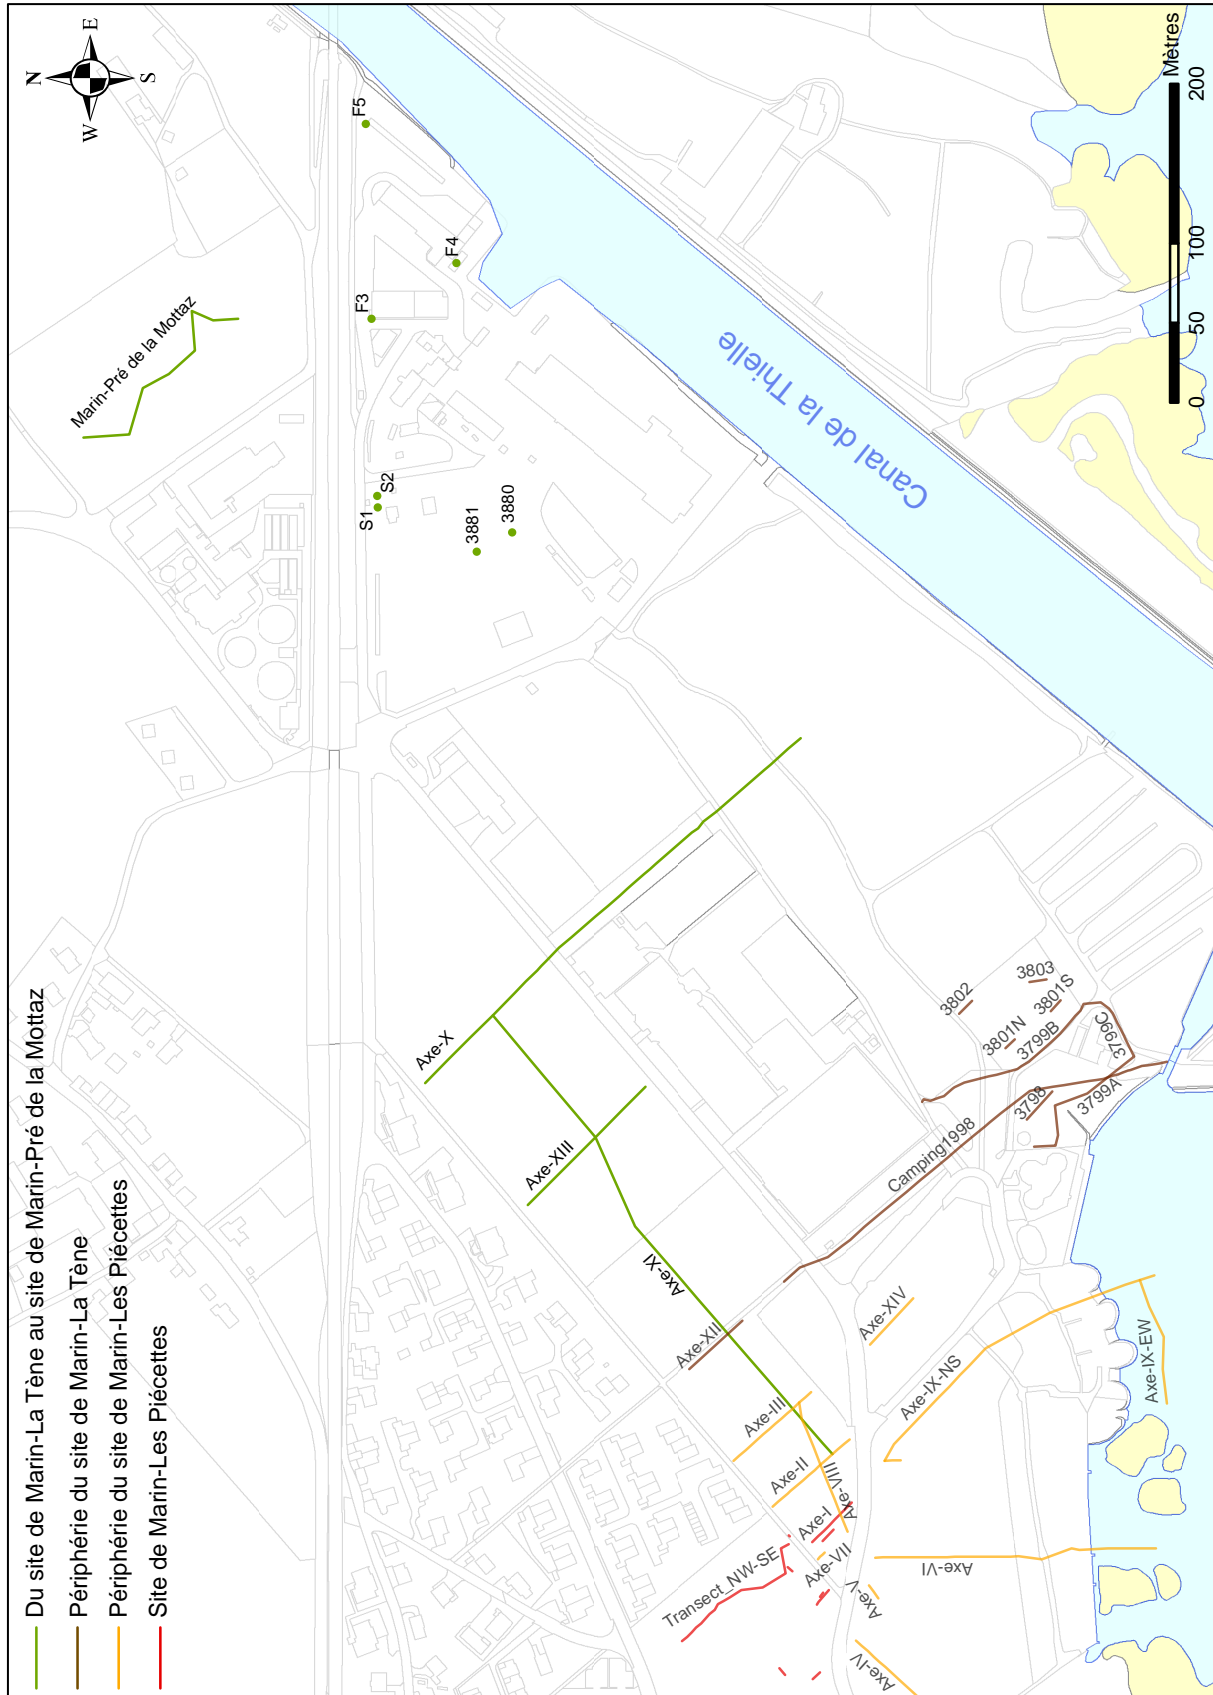 Du site de Marin-La Tène au site de Marin-Pré de la Mottaz
Périphérie du site de Marin-La Tène
Périphérie du site de Marin-Les Piécettes
Site de Marin-Les Piécettes
N
E
S
W
Marin-Pré de la Mottaz
F5
F4
F3
S2
S1
3881
3880
Canal de la Thielle
Axe-X
Axe-XIII
Axe-XI
Axe-XII
Axe-III
Axe-II
Axe-VIII
Axe-I
Axe-VII
Axe-V
Axe-IV
Axe-VI
Transect_NW-SE
Axe-XIV
Axe-IX-NS
Axe-IX-EW
Camping1998
3798
3799A
3799B
3799C
3801N
3801S
3802
3803
Mètres
0
50
100
200